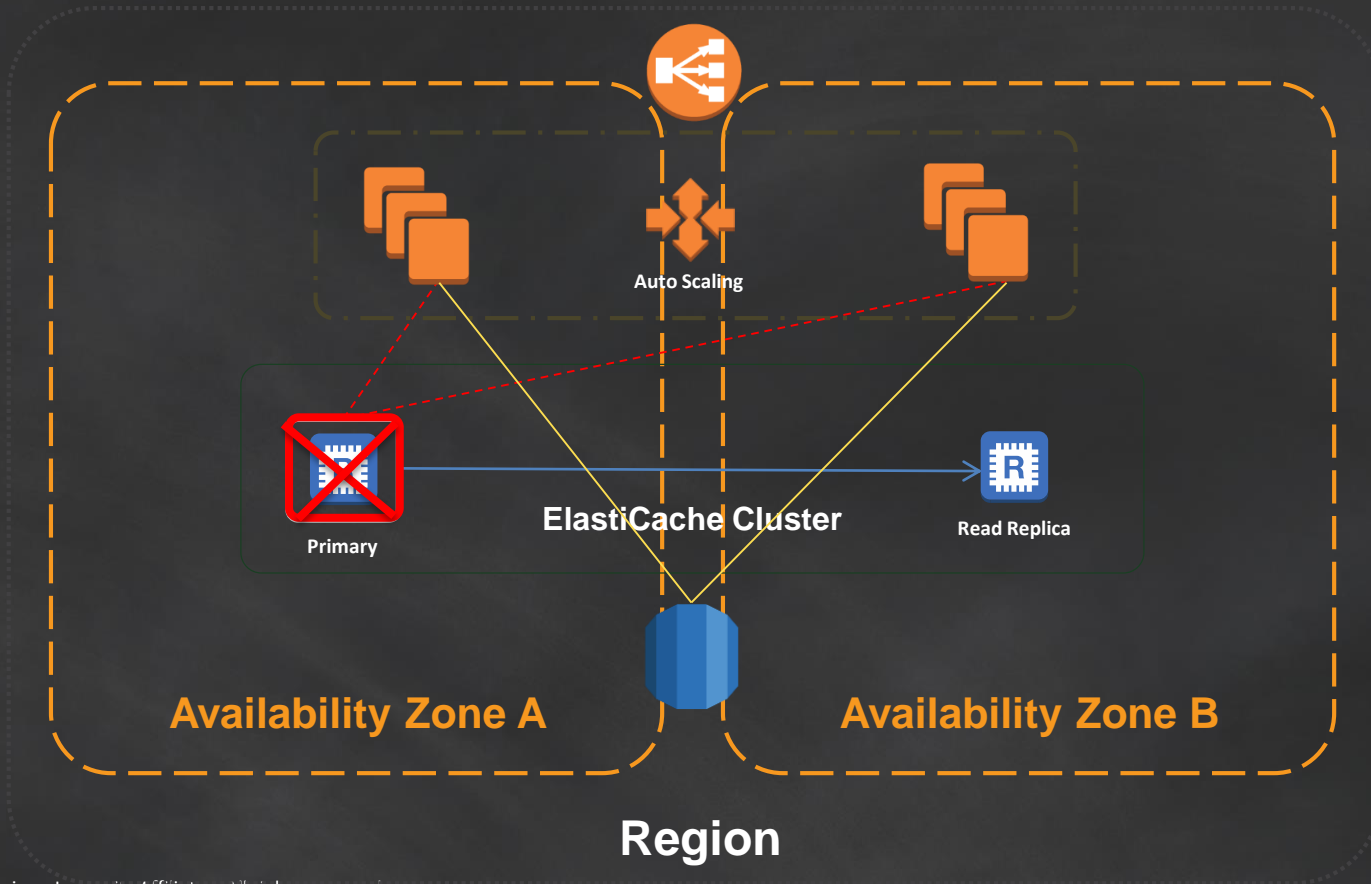 Auto Scaling
R
ElastiCache Cluster
Primary
Read Replica
Availability Zone A
Availability Zone B
Region